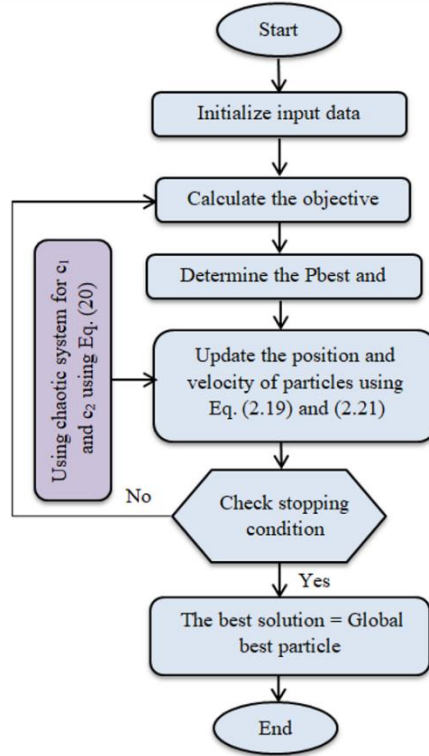 Start
Initialize input data
Calculate the objective
Determine the Pbest and
Using chaotic system for c₁
and c₂ using Eq. (20)
Update the position and
velocity of particles using
Eq. (2.19) and (2.21)
No
Check stopping
condition
Yes
The best solution = Global
best particle
End